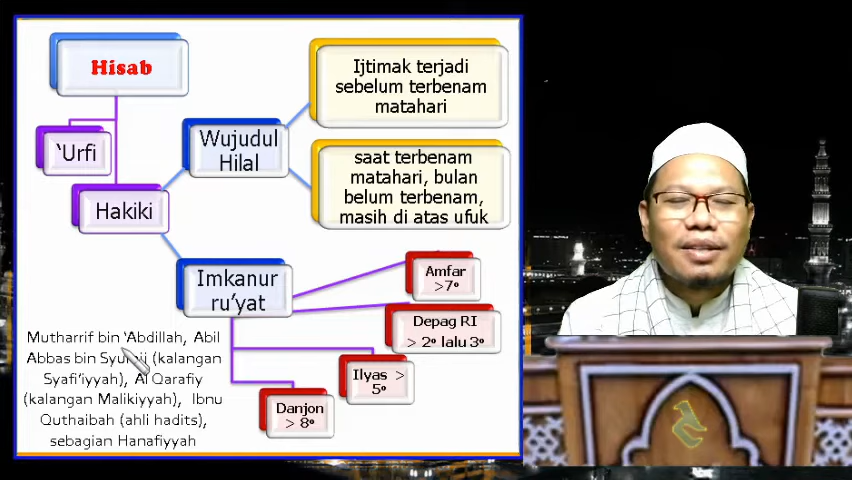 Hisab
'Urfi
Hakiki
Wujudul
Hilal
Ijtimak terjadi
sebelum terbenam
matahari
saat terbenam
matahari, bulan
belum terbenam,
masih di atas ufuk
Imkanur
ru'yat
Amfar
>7°
Depag RI
> 2° lalu 3°
Ilyas >
5°
Danjon
> 8°
Mutharrif bin 'Abdillah, Abil
Abbas bin (kalangan
Syafi'iyyah), Al Qarafiy
(kalangan Malikiyyah), Ibnu
Quthaibah (ahli hadits),
sebagian Hanafiyyah